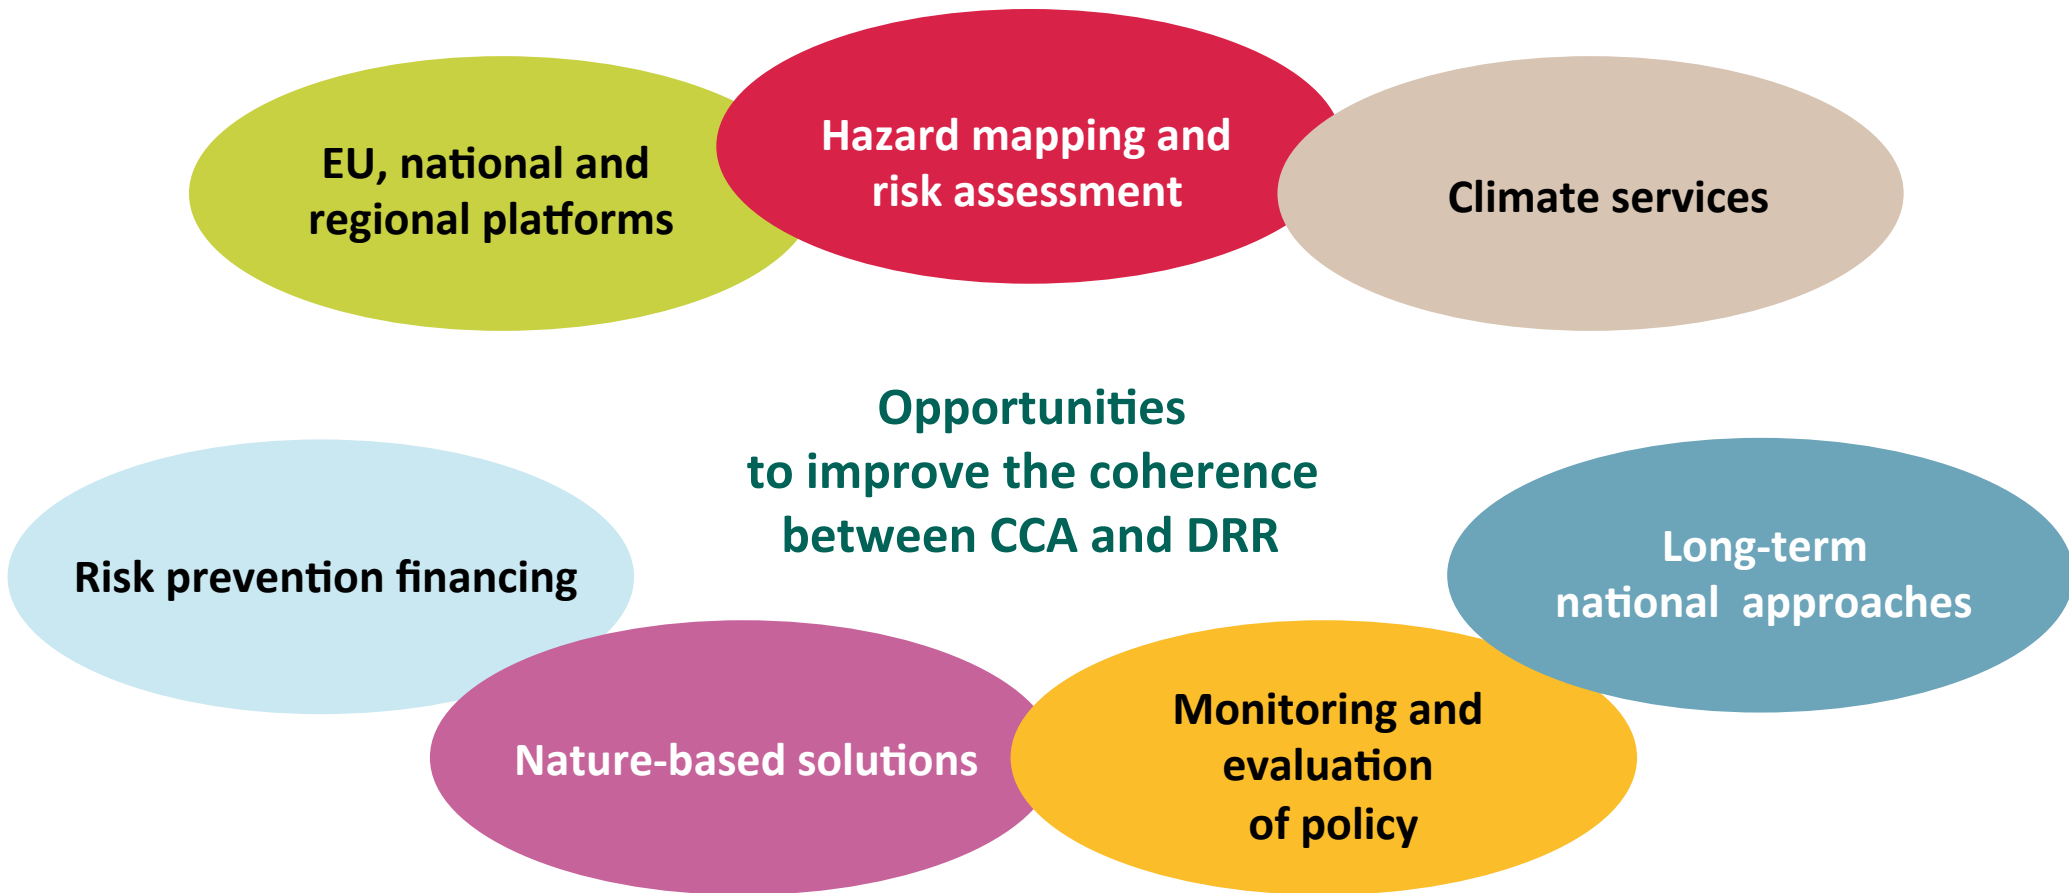 EU, national and
regional platforms
Hazard mapping and
risk assessment
Climate services
Opportunities
to improve the coherence
between CCA and DRR
Risk prevention financing
Long-term
national approaches
Nature-based solutions
Monitoring and
evaluation
of policy